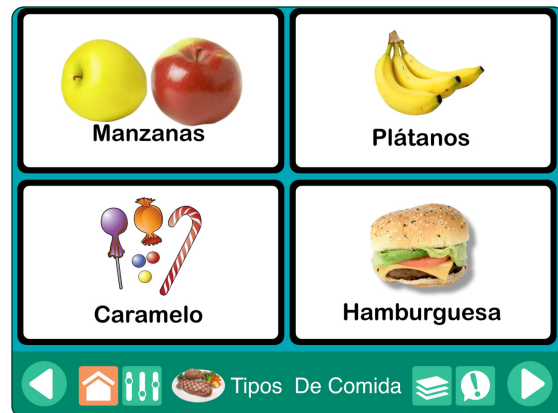 Manzanas
Plátanos
Caramelo
Hamburguesa
Tipos De Comida